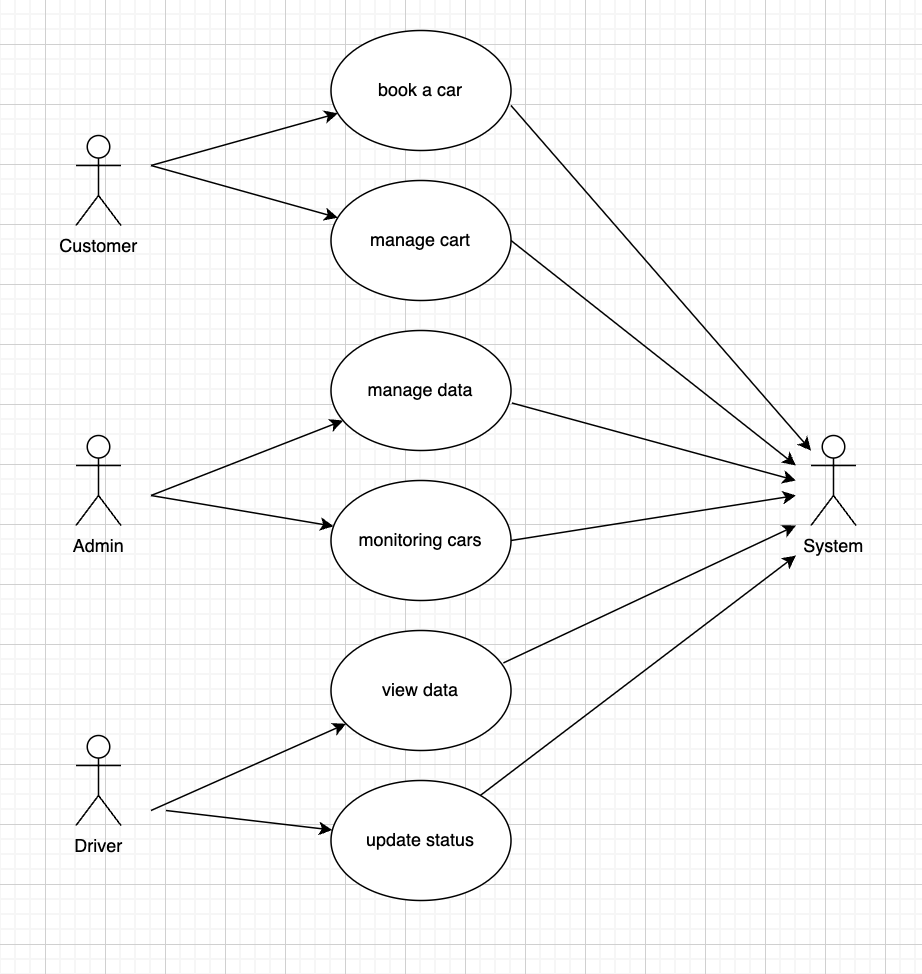 book a car
Customer
manage cart
manage data
Admin
monitoring cars
System
view data
Driver
update status